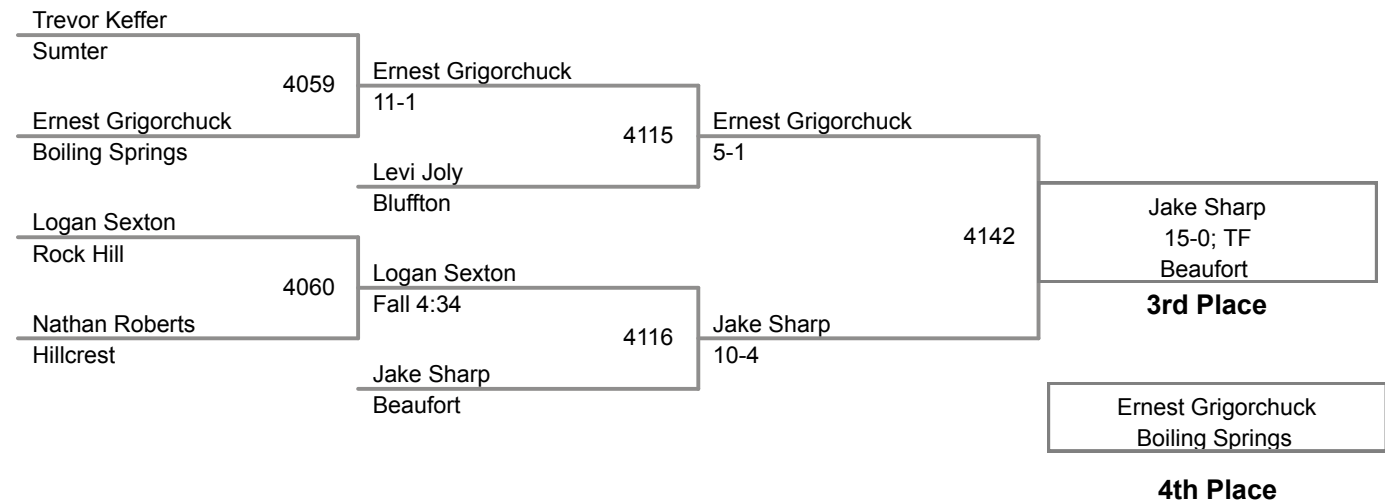 Trevor Keffer
Sumter
4059
Ernest Grigorchuck
Boiling Springs
Ernest Grigorchuck
11-1
4115
Levi Joly
Bluffton
Logan Sexton
Rock Hill
4060
Nathan Roberts
Hillcrest
Logan Sexton
Fall 4:34
4116
Jake Sharp
Beaufort
Ernest Grigorchuck
5-1
4142
Jake Sharp
10-4
Jake Sharp
15-0; TF
Beaufort
3rd Place
Ernest Grigorchuck
Boiling Springs
4th Place